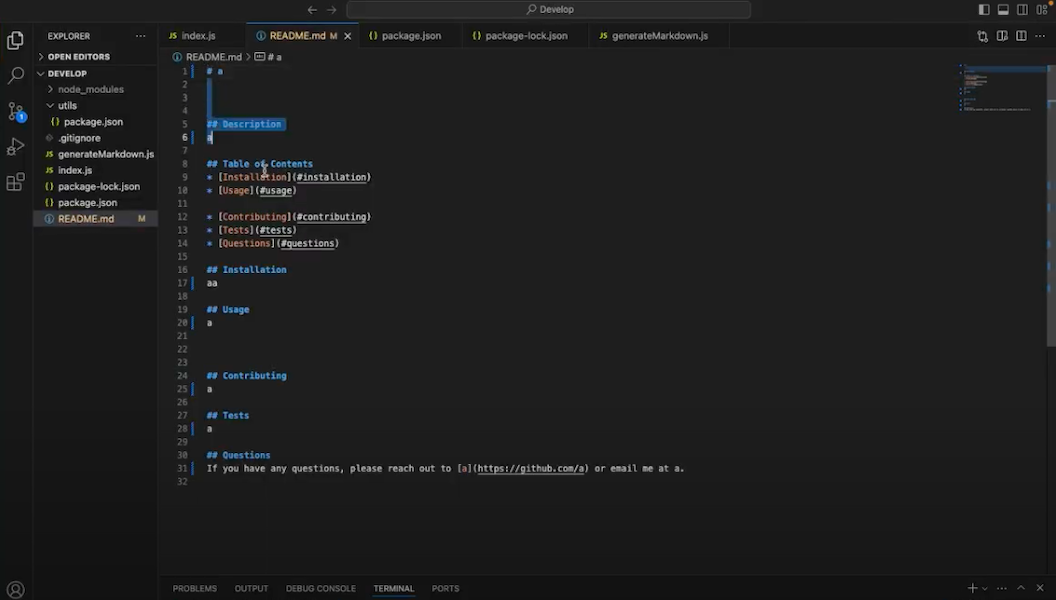 Develop
EXPLORER
OPEN EDITORS
DEVELOP
node_modules
utils
{} package.json
.gitignore
JS generateMarkdown.js
JS index.js
{} package-lock.json
{} package.json
README.md M
1
JS index.js
README.md M
{} package.json
{} package-lock.json
JS generateMarkdown.js
README.md > # a
1 # a
2
3
4
5 ## Description
6 a
7
8 ## Table of Contents
9 * [Installation](#installation)
10 * [Usage](#usage)
11
12 * [Contributing](#contributing)
13 * [Tests](#tests)
14 * [Questions](#questions)
15
16 ## Installation
17 aa
18
19 ## Usage
20 a
21
22
23
24 ## Contributing
25 a
26
27 ## Tests
28 a
29
30 ## Questions
31 If you have any questions, please reach out to [a](https://github.com/a) or email me at a.
32
PROBLEMS OUTPUT DEBUG CONSOLE TERMINAL PORTS